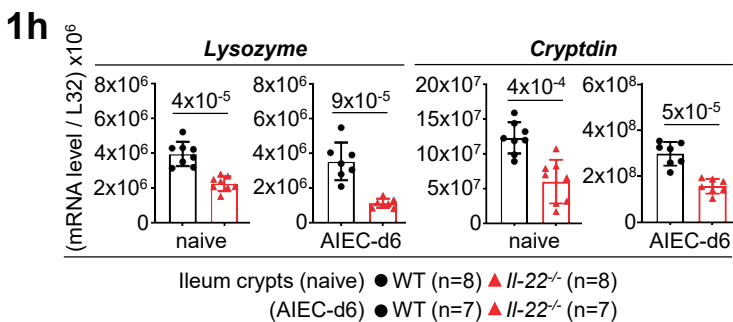 1h
(mRNA level / L32) x10⁶
Lysozyme
Cryptdin
8x10⁶
6x10⁶
4x10⁶
2x10⁶
0
4x10-⁵
naive
8x10⁶
6x10⁶
4x10⁶
2x10⁶
0
9x10-⁵
AIEC-d6
20x10⁷
15x10⁷
10x10⁷
5x10⁷
0
4x10-⁴
naive
6x10⁸
4x10⁸
2x10⁸
0
5x10-⁵
AIEC-d6
Ileum crypts (naive) ● WT (n=8) ▲ Il-22⁻/⁻ (n=8)
(AIEC-d6) ● WT (n=7) ▲ Il-22⁻/⁻ (n=7)